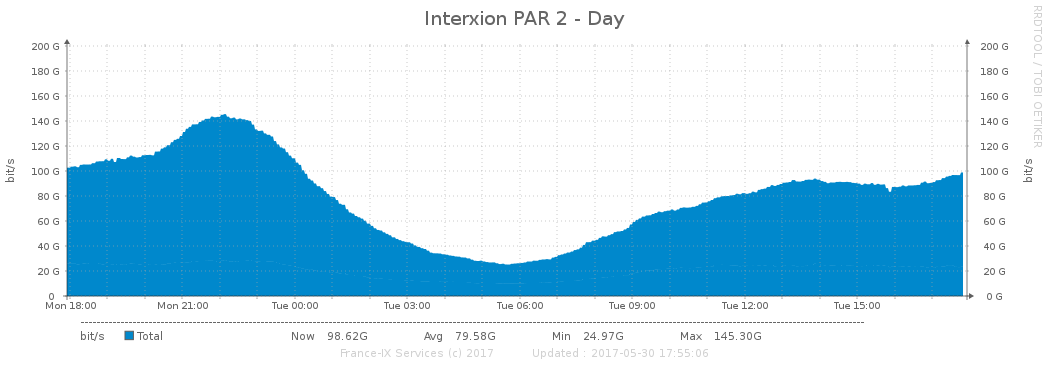 Interxion PAR 2 - Day
RRDTOOL / TOBI OETIKER
bit/s
200 G
180 G
160 G
140 G
120 G
100 G
80 G
60 G
40 G
20 G
0
200 G
180 G
160 G
140 G
120 G
100 G
80 G
60 G
40 G
20 G
0 G
bit/s
Mon 18:00 Mon 21:00 Tue 00:00 Tue 03:00 Tue 06:00 Tue 09:00 Tue 12:00 Tue 15:00
bit/s Total Now 98.62G Avg 79.58G Min 24.97G Max 145.30G
France-IX Services (c) 2017 Updated : 2017-05-30 17:55:06